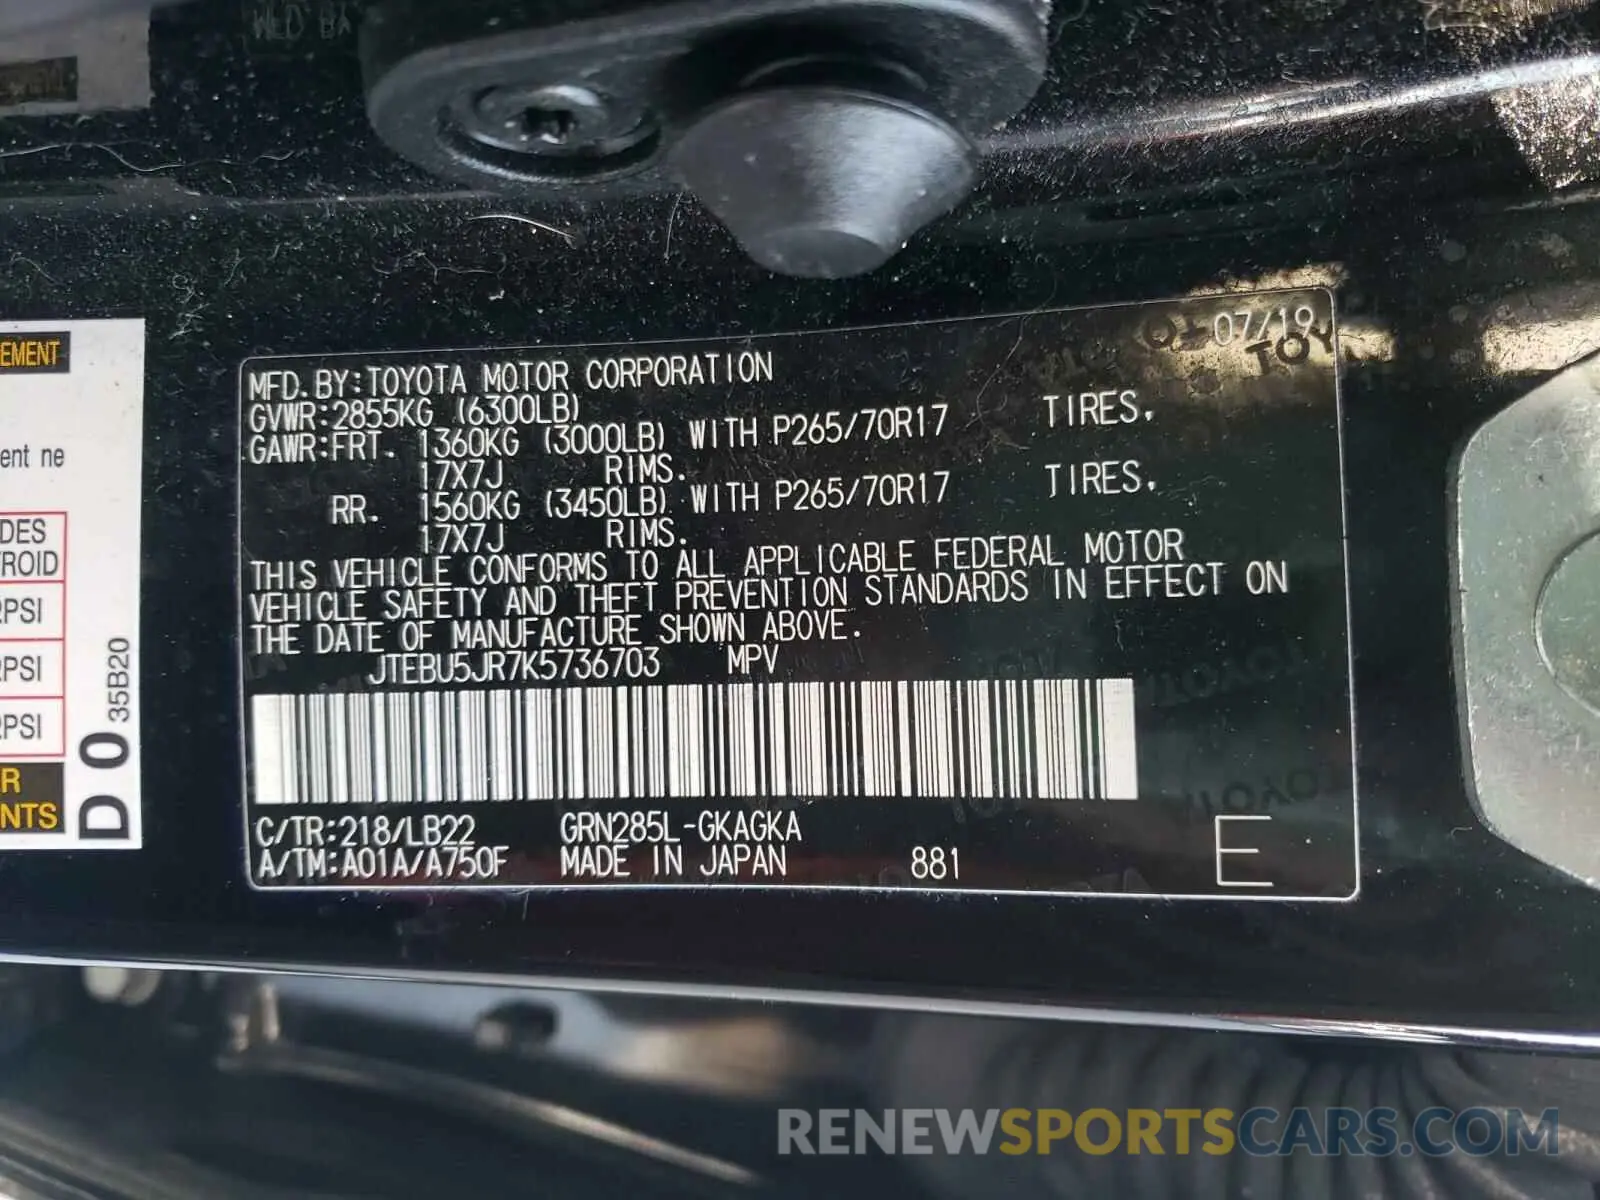 EMENT
ent ne
DES
ROID
PSI
PSI
PSI
R
NTS
D 0 35B20
07/19
MFD.BY:TOYOTA MOTOR CORPORATION
GVWR:2855KG (6300LB)
GAWR:FRT. 1360KG (3000LB) WITH P265/70R17 TIRES,
17X7J RIMS.
RR. 1560KG (3450LB) WITH P265/70R17 TIRES,
17X7J RIMS.
THIS VEHICLE CONFORMS TO ALL APPLICABLE FEDERAL MOTOR
VEHICLE SAFETY AND THEFT PREVENTION STANDARDS IN EFFECT ON
THE DATE OF MANUFACTURE SHOWN ABOVE.
JTEBU5JR7K5736703 MPV
C/TR:218/LB22 GRN285L-GKAGKA
A/TM:A01A/A750F MADE IN JAPAN 881 E
RENEWSPORTSCARS.COM